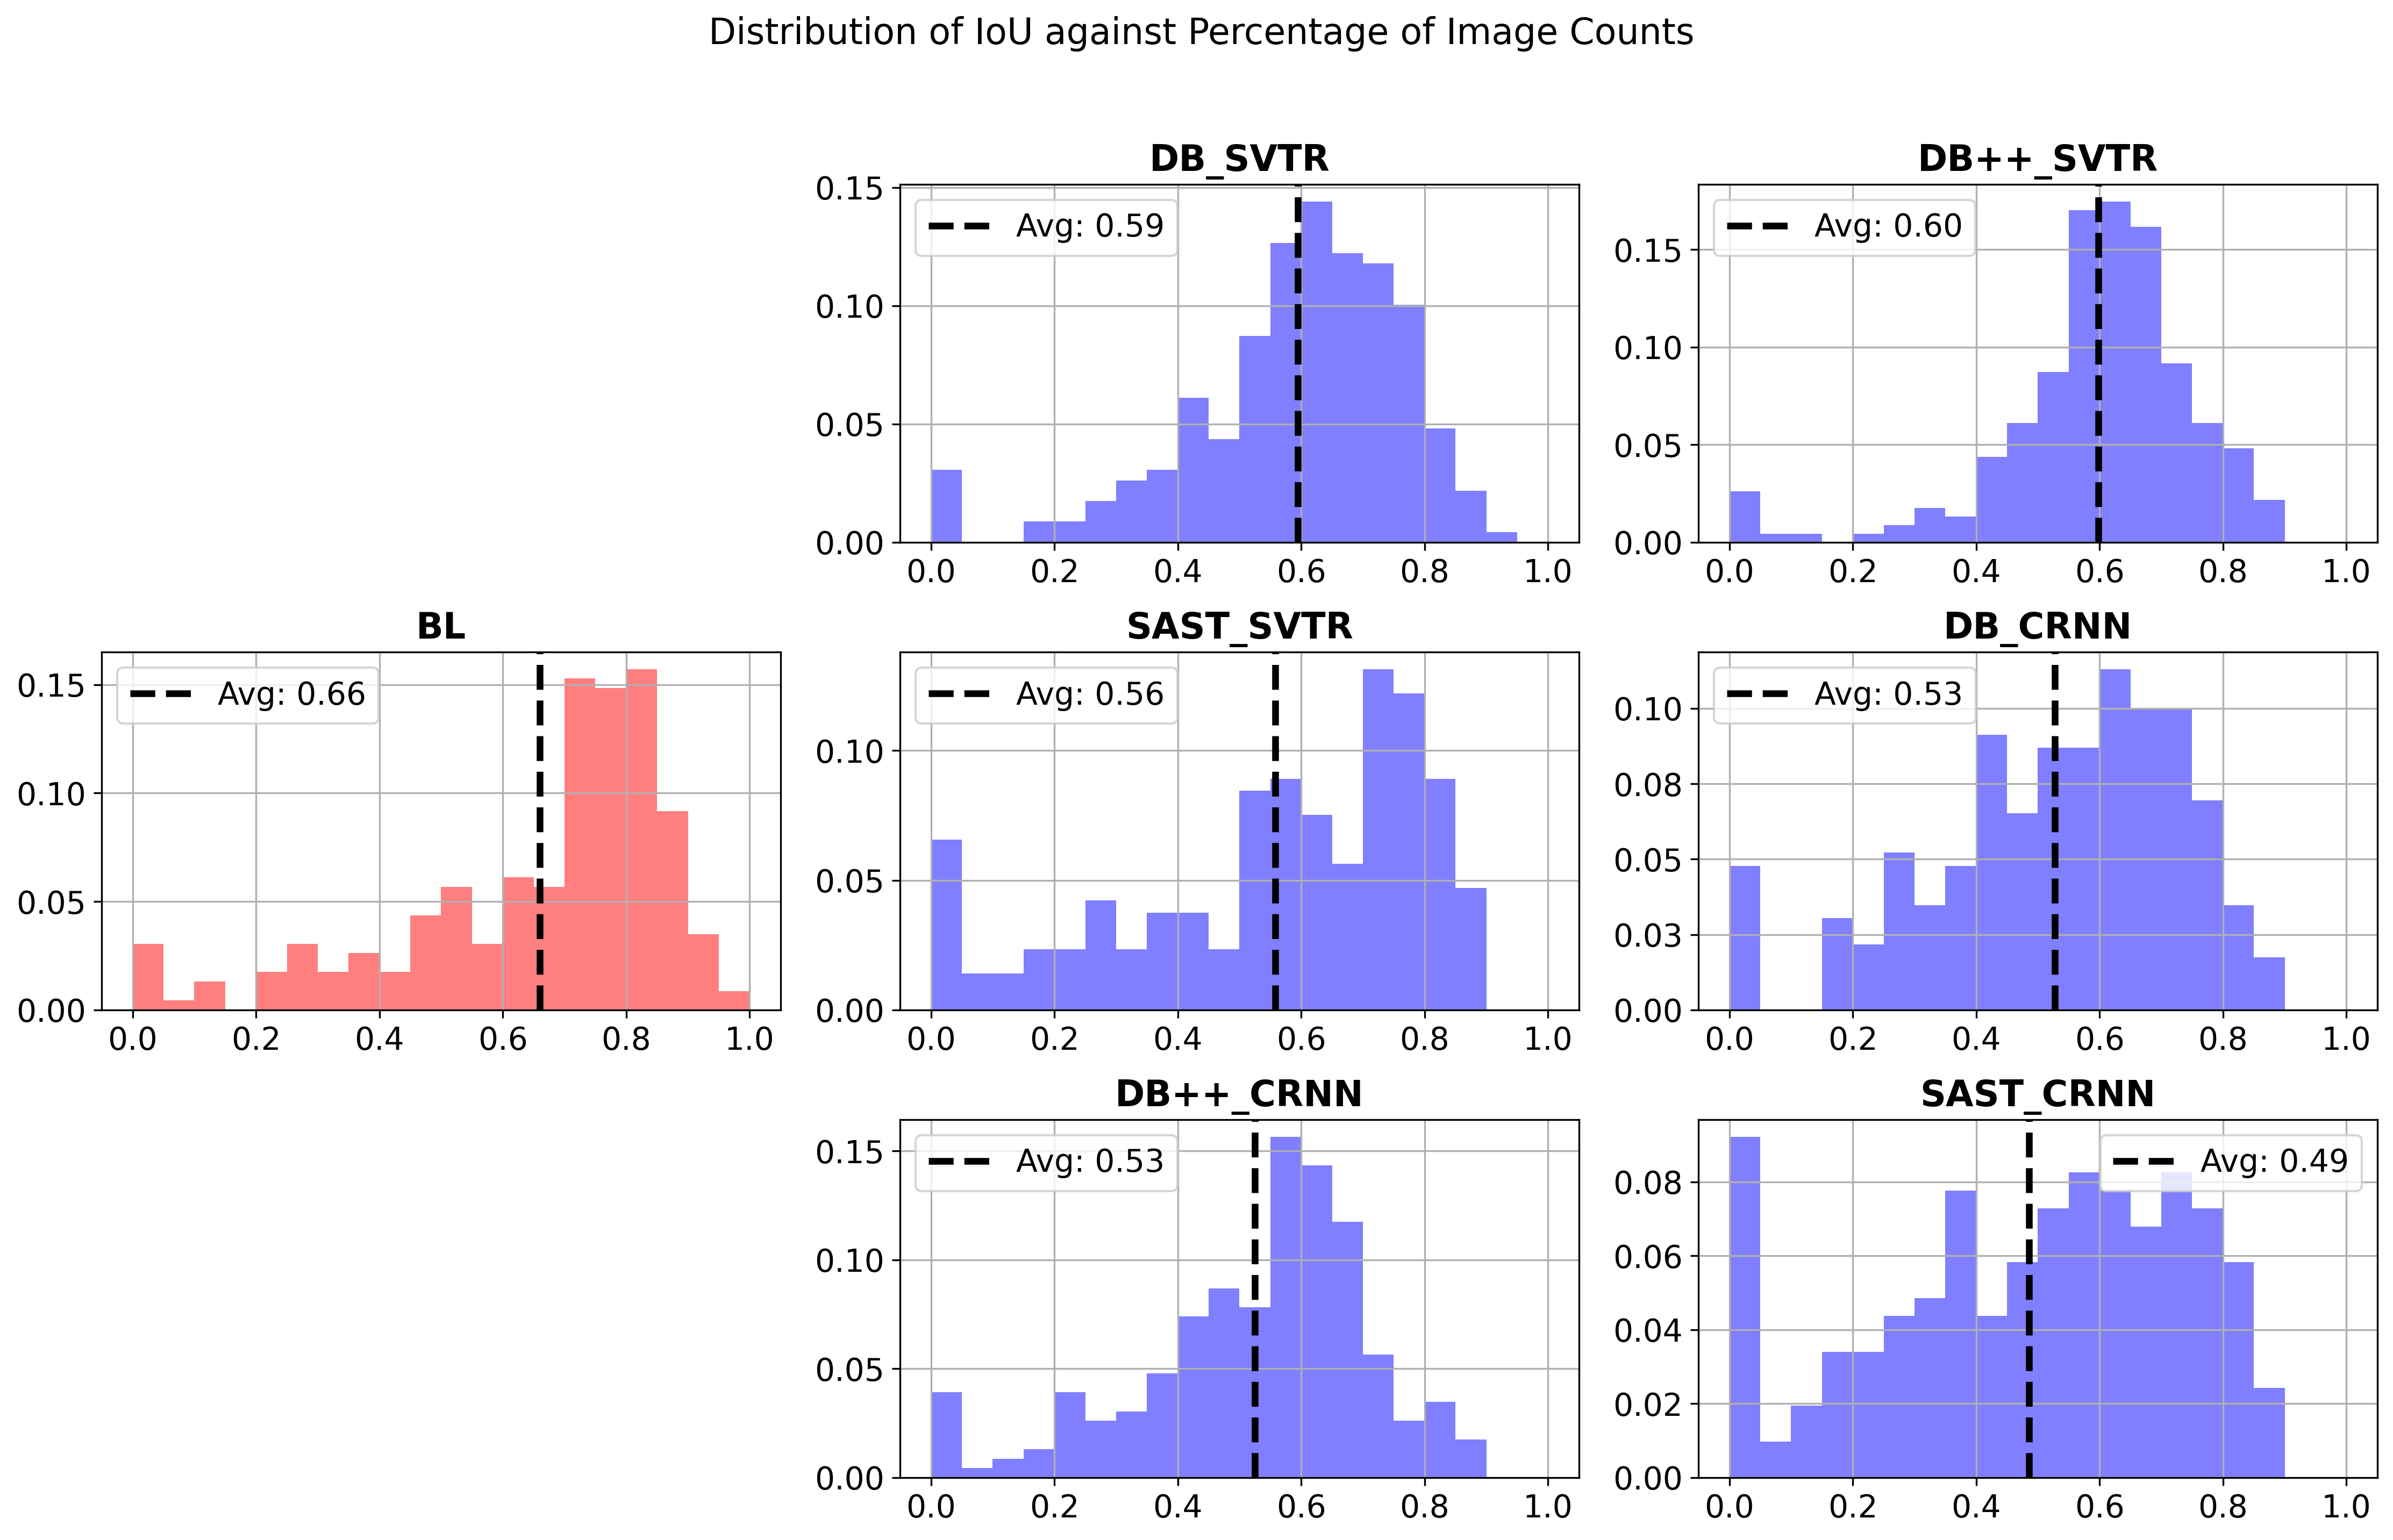 Distribution of IoU against Percentage of Image Counts
DB_SVTR
0.15
0.10
0.05
0.00
Avg: 0.59
0.0 0.2 0.4 0.6 0.8 1.0
DB++_SVTR
0.15
0.10
0.05
0.00
Avg: 0.60
0.0 0.2 0.4 0.6 0.8 1.0
BL
0.15
0.10
0.05
0.00
Avg: 0.66
0.0 0.2 0.4 0.6 0.8 1.0
SAST_SVTR
0.10
0.05
0.00
Avg: 0.56
0.0 0.2 0.4 0.6 0.8 1.0
DB_CRNN
0.10
0.08
0.05
0.03
0.00
Avg: 0.53
0.0 0.2 0.4 0.6 0.8 1.0
DB++_CRNN
0.15
0.10
0.05
0.00
Avg: 0.53
0.0 0.2 0.4 0.6 0.8 1.0
SAST_CRNN
0.08
0.06
0.04
0.02
0.00
Avg: 0.49
0.0 0.2 0.4 0.6 0.8 1.0